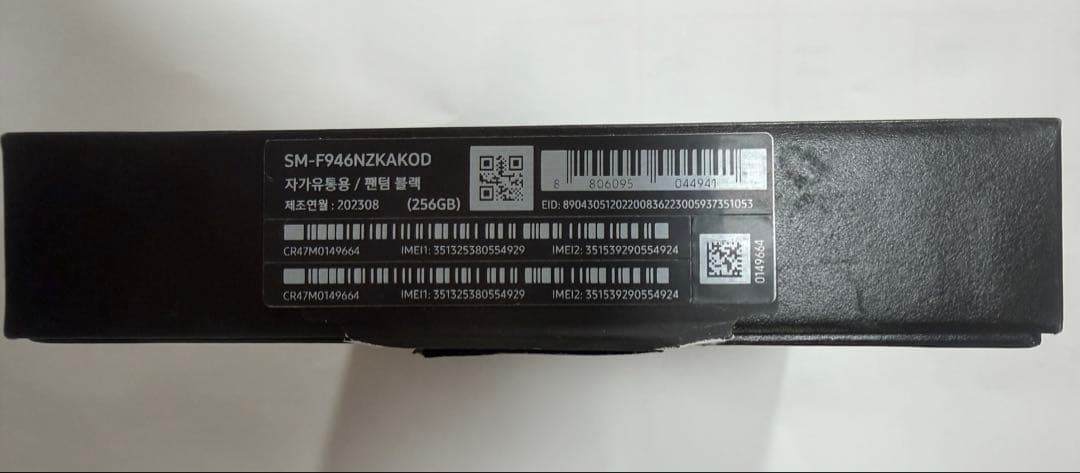 SM-F946NZKAKOD
자가유통용 / 팬텀 블랙
제조연월 : 202308 (256GB)
8 806095 044941
EID: 89043051202200836223005937351053
CR47M0149664 IMEI1: 351325380554929 IMEI2: 351539290554924
CR47M0149664 IMEI1: 351325380554929 IMEI2: 351539290554924
0149664